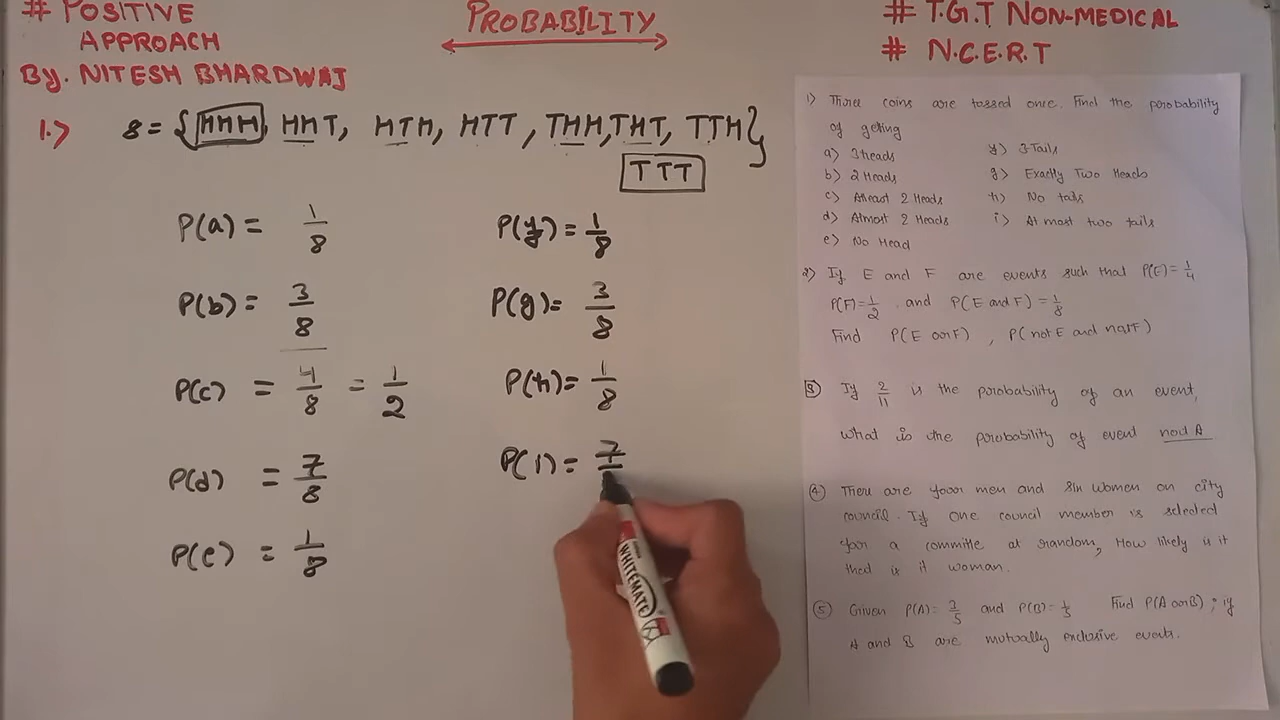 # POSITIVE
APPROACH
By. NITESH BHARDWAJ
PROBABILITY
# T.G.T NON-MEDICAL
# N.C.E.R.T
1.> S = {HHH, HHT, HTH, HTT, THH, THT, TTH}
TTT
P(a) = 1/8
P(b) = 3/8
P(c) = 4/8 = 1/2
P(d) = 7/8
P(e) = 1/8
P(f) = 1/8
P(g) = 3/8
P(h) = 1/8
P(i) = 7
1) Three coins are tossed once. Find the probability
of geting
a) 3 heads
b) 2 Heads
c) Atleast 2 Heads
d) Atmost 2 Heads
e) No Head
f) 3 Tails
g) Exactly Two Heads
h) No tails
i) At most two tails
2) If E and F are events such that P(E)=1/4
P(F)=1/2 and P(E and F)=1/8
Find P(E or F), P(not E and not F)
3) If 2/11 is the probability of an event,
what is the probability of event not A
4) There are four men and six women on city
council. If one council member is selected
for a committe at random, How likely is it
that is it woman.
5) Given P(A)=3/5 and P(B)=1/5 Find P(A or B); if
A and B are mutually exclusive events.
WHITEMATE